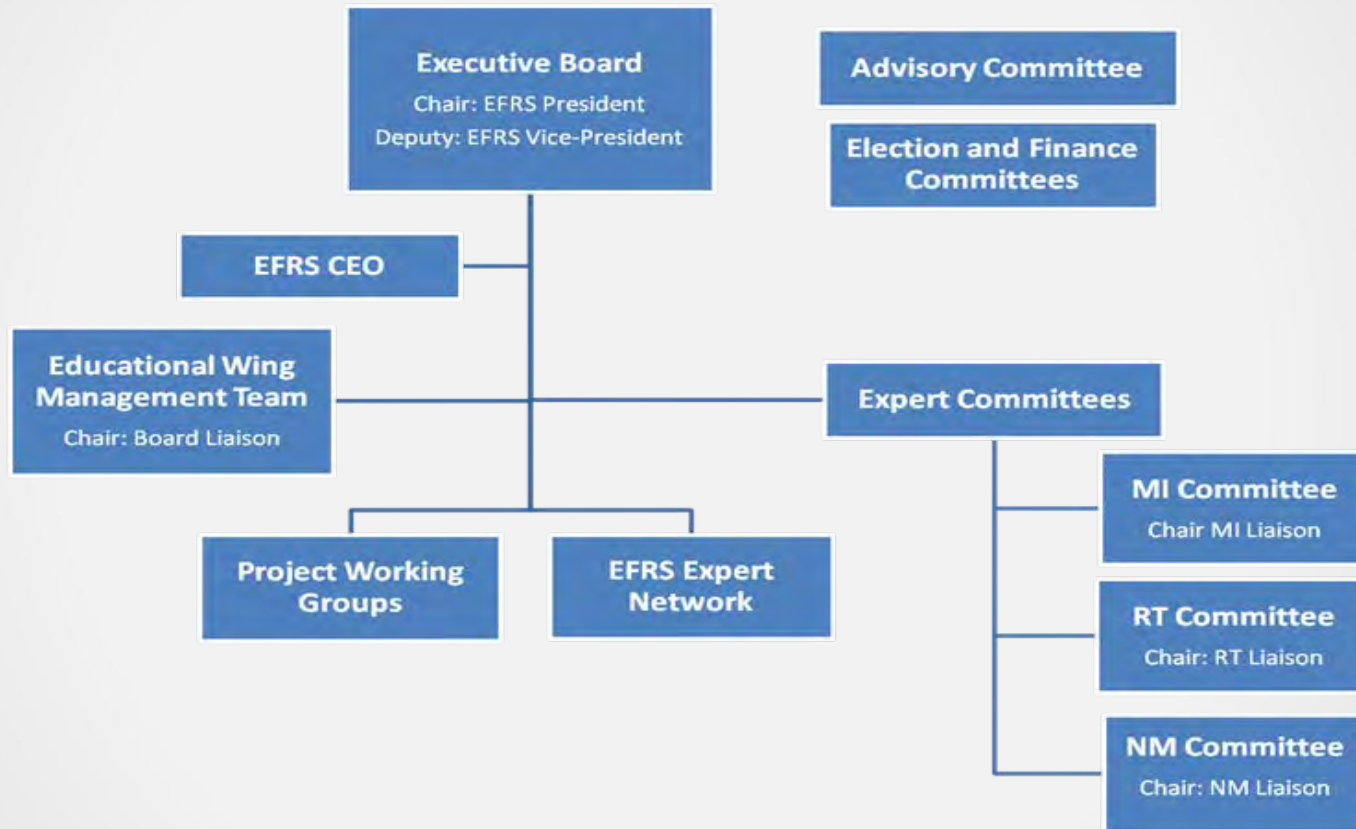 Executive Board
Chair: EFRS President
Deputy: EFRS Vice-President
Advisory Committee
Election and Finance
Committees
EFRS CEO
Educational Wing
Management Team
Chair: Board Liaison
Expert Committees
MI Committee
Chair MI Liaison
Project Working
Groups
EFRS Expert
Network
RT Committee
Chair: RT Liaison
NM Committee
Chair: NM Liaison